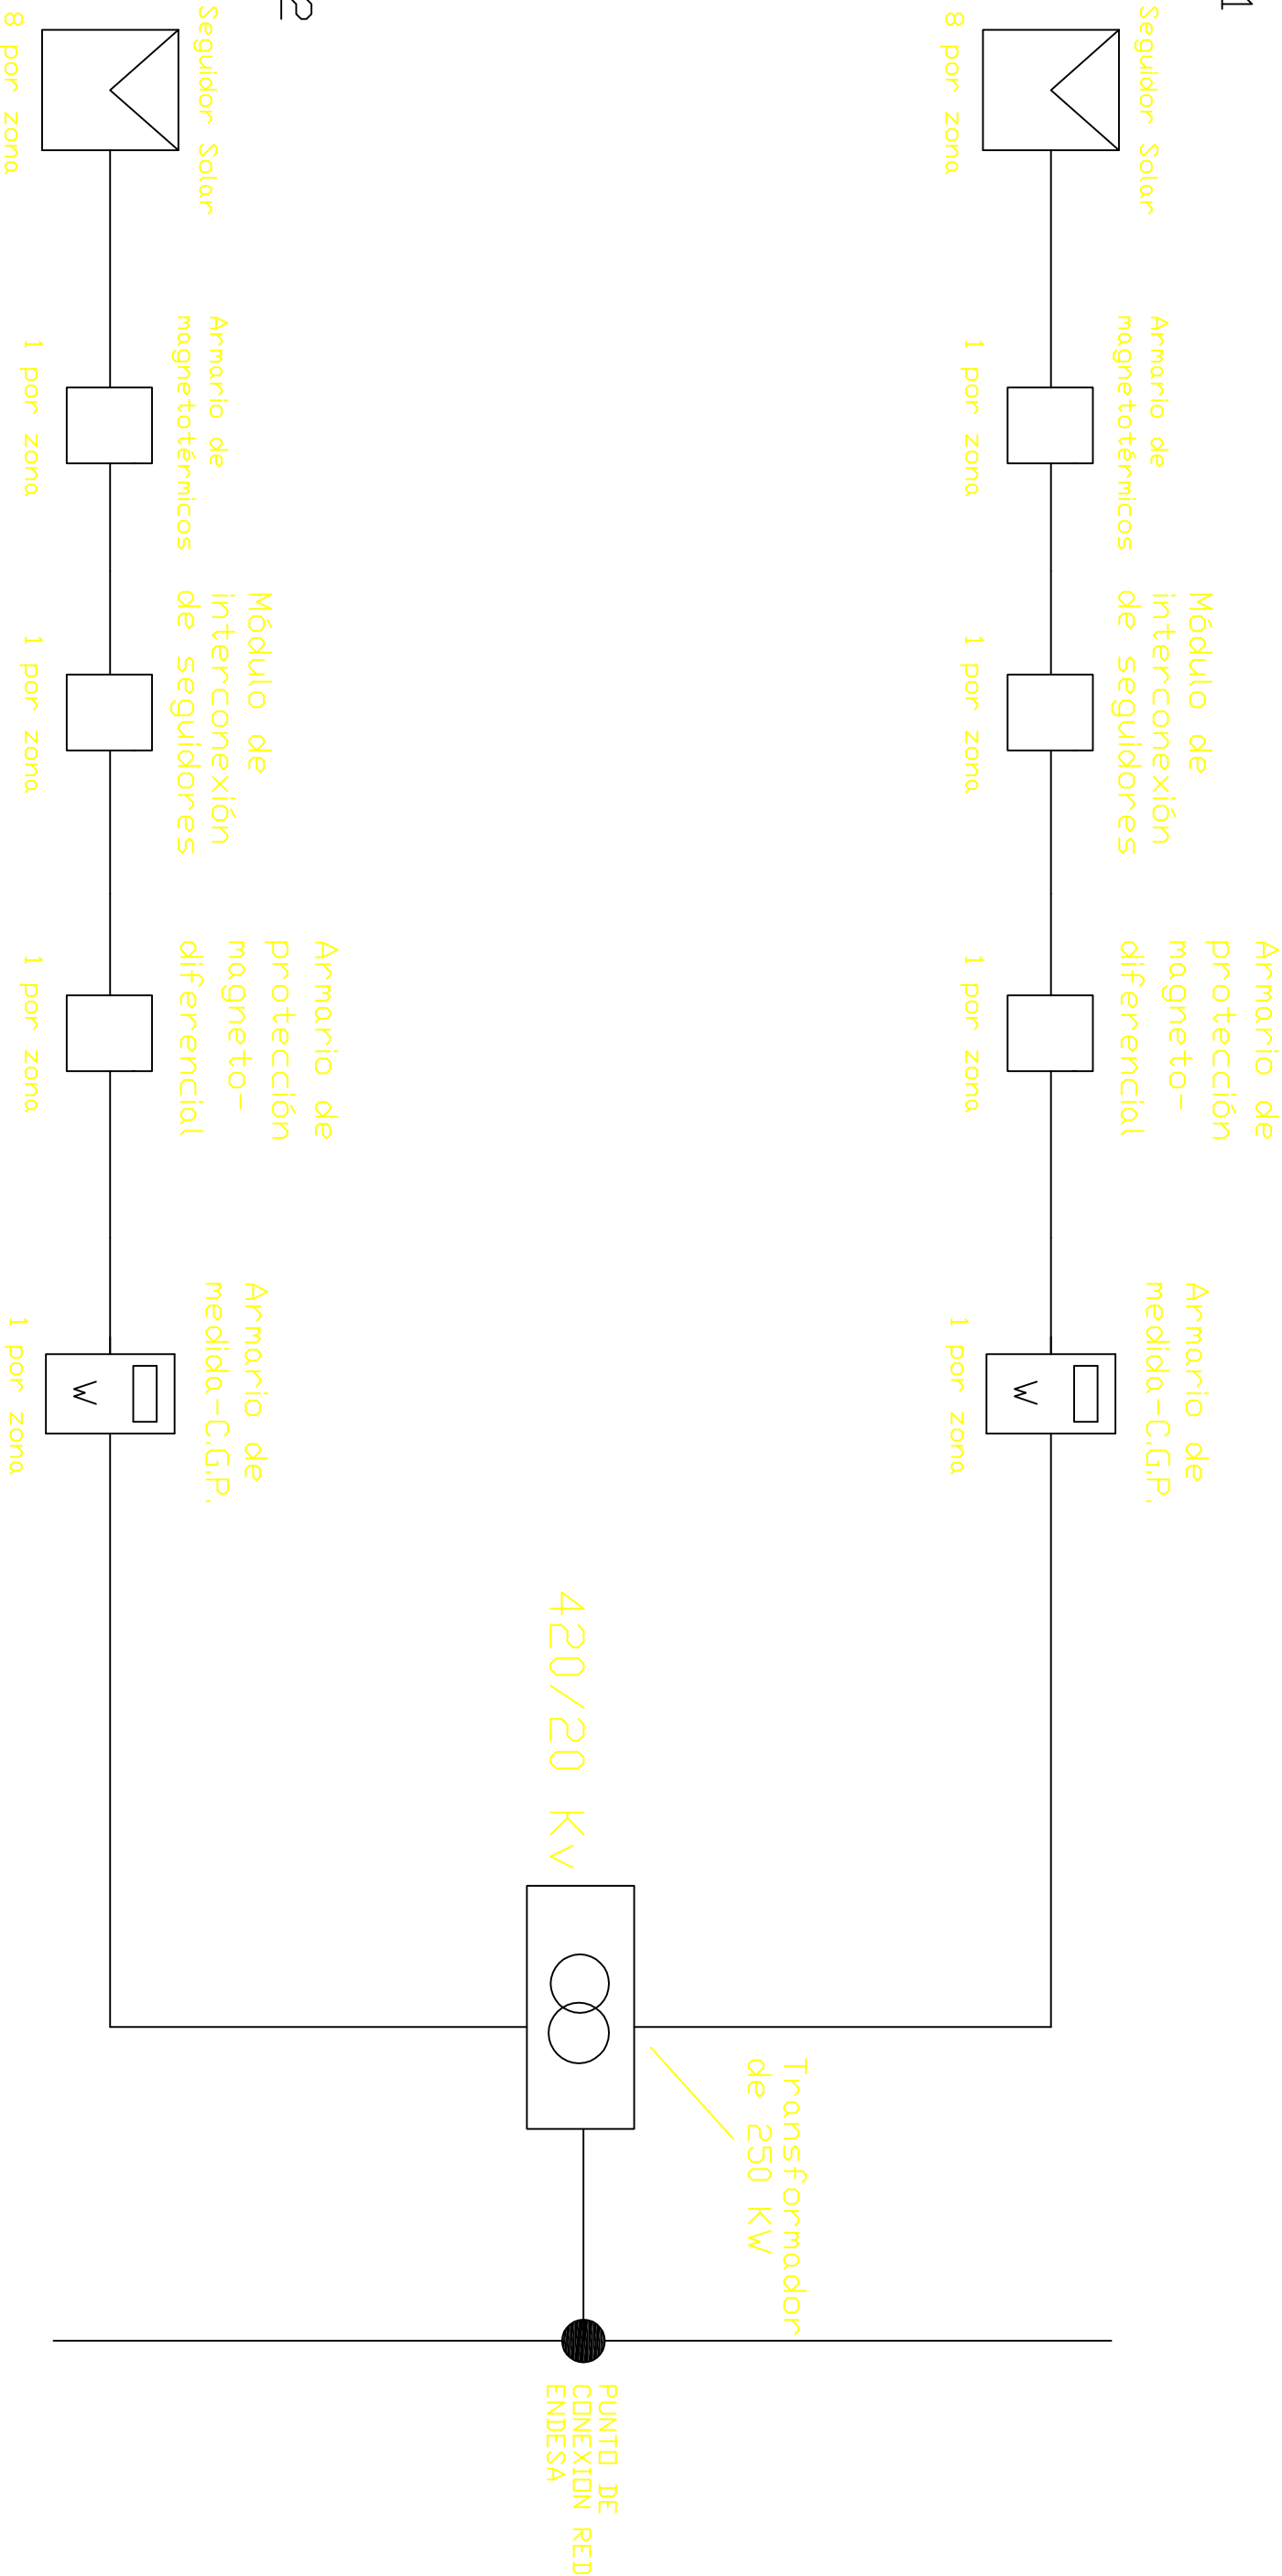 1
Seguidor Solar
8 por zona
Armario de
magnetotérmicos
1 por zona
Módulo de
interconexión
de seguidores
1 por zona
Armario de
protección
magneto-
diferencial
1 por zona
Armario de
medida-C.G.P.
W
1 por zona
2
Seguidor Solar
8 por zona
Armario de
magnetotérmicos
1 por zona
Módulo de
interconexión
de seguidores
1 por zona
Armario de
protección
magneto-
diferencial
1 por zona
Armario de
medida-C.G.P.
W
1 por zona
420/20 Kv
Transformador
de 250 KW
PUNTO DE
CONEXION RED
ENDESA